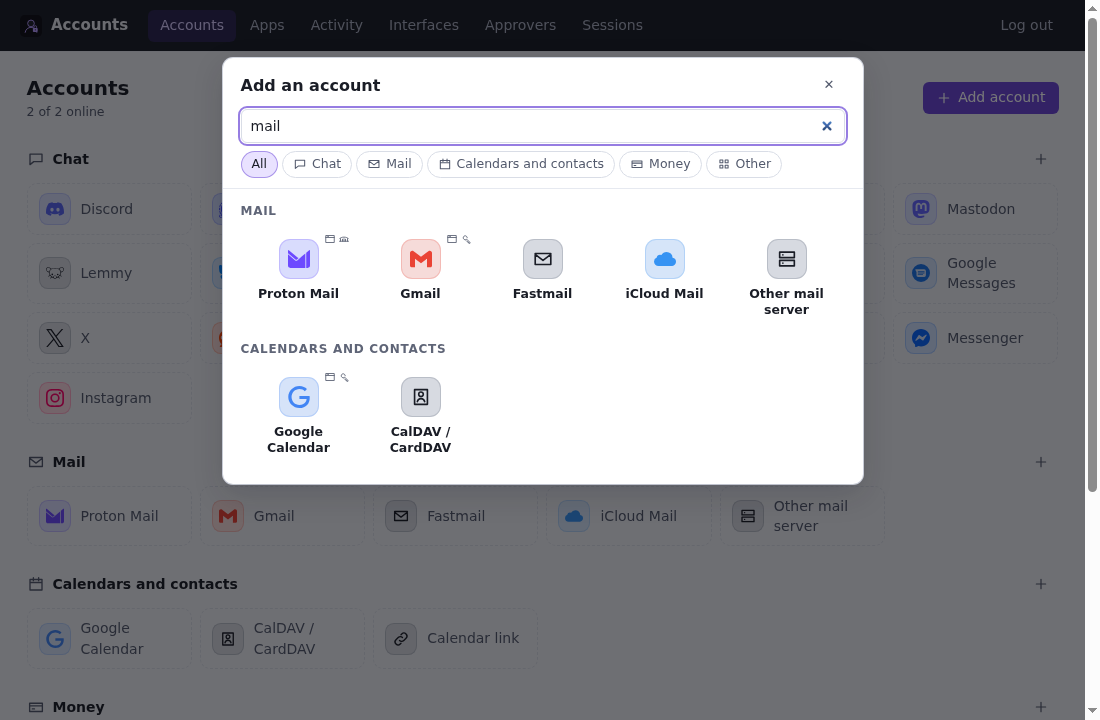 Accounts
Accounts
Apps
Activity
Interfaces
Approvers
Sessions
Log out
Accounts
2 of 2 online
Add account
Add an account
mail
All
Chat
Mail
Calendars and contacts
Money
Other
MAIL
Proton Mail
Gmail
Fastmail
iCloud Mail
Other mail
server
CALENDARS AND CONTACTS
Google
Calendar
CalDAV /
CardDAV
Chat
Discord
Mastodon
Lemmy
Google
Messages
X
Messenger
Instagram
Mail
Proton Mail
Gmail
Fastmail
iCloud Mail
Other mail
server
Calendars and contacts
Google
Calendar
CalDAV /
CardDAV
Calendar link
Money